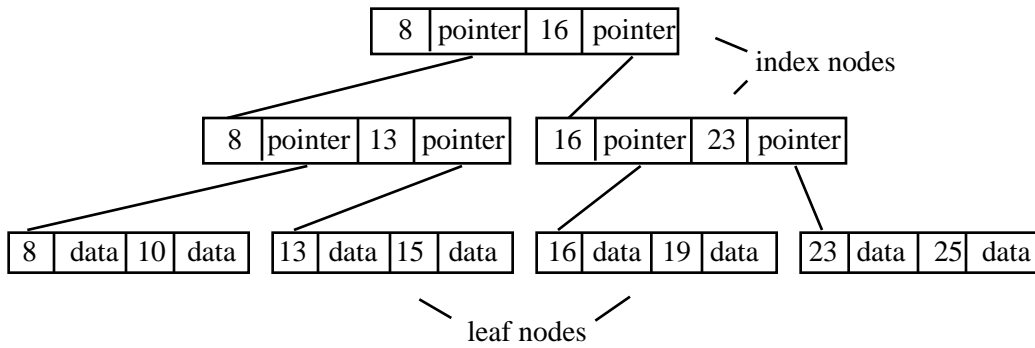 8 pointer 16 pointer
index nodes
8 pointer 13 pointer
16 pointer 23 pointer
8 data 10 data
13 data 15 data
16 data 19 data
23 data 25 data
leaf nodes